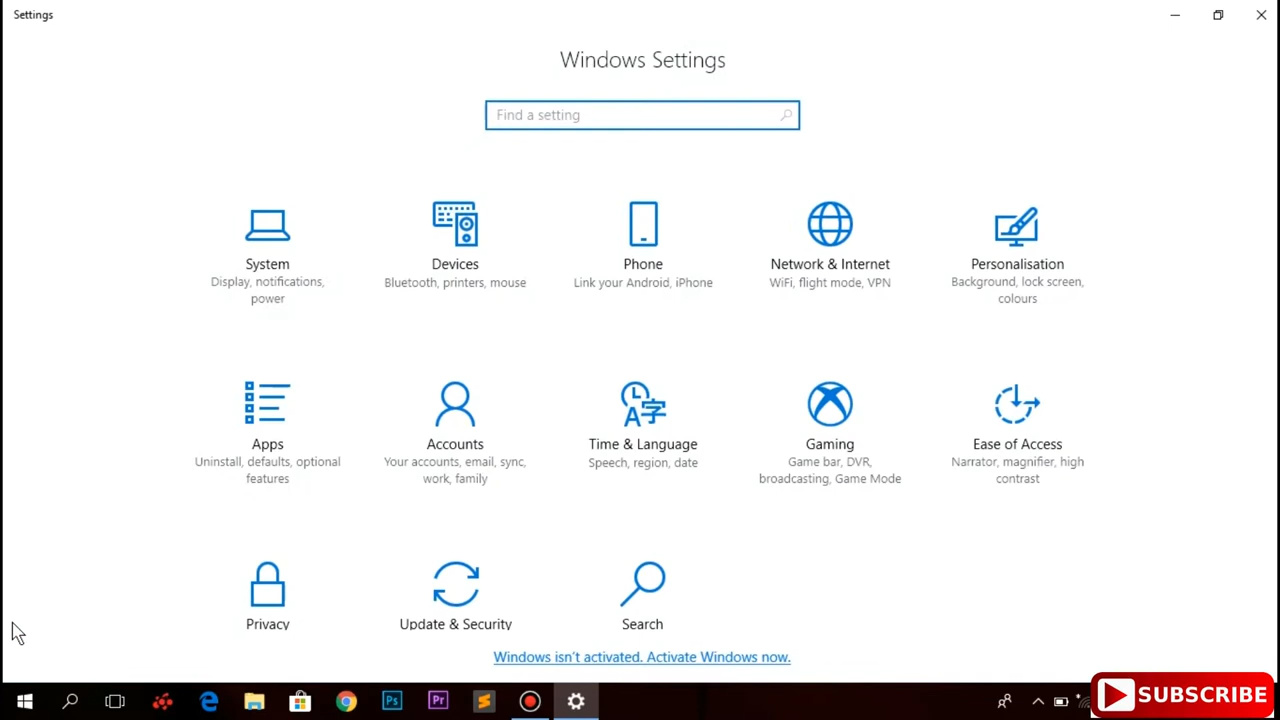 Settings
Windows Settings
Find a setting
System
Display, notifications,
power
Devices
Bluetooth, printers, mouse
Phone
Link your Android, iPhone
Network & Internet
WiFi, flight mode, VPN
Personalisation
Background, lock screen,
colours
Apps
Uninstall, defaults, optional
features
Accounts
Your accounts, email, sync,
work, family
Time & Language
Speech, region, date
Gaming
Game bar, DVR,
broadcasting, Game Mode
Ease of Access
Narrator, magnifier, high
contrast
Privacy
Update & Security
Search
Windows isn't activated. Activate Windows now.
Ps
Pr
SUBSCRIBE